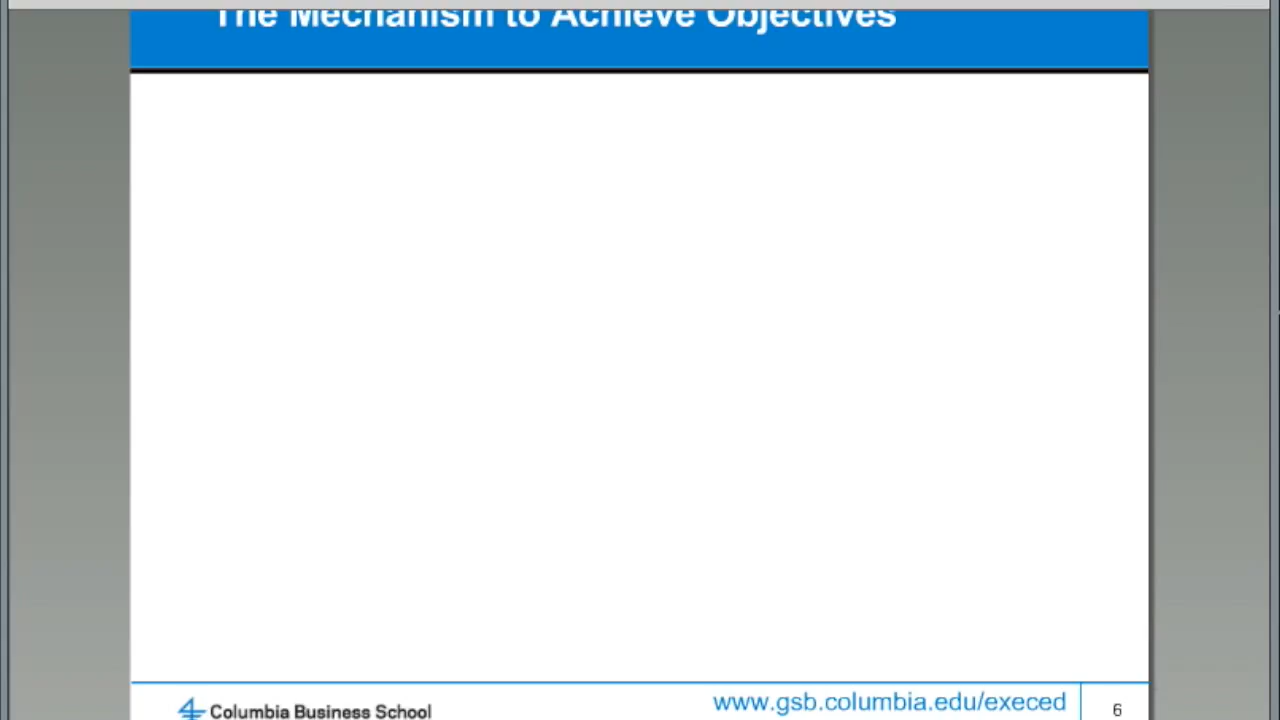 The Mechanism to Achieve Objectives
www.gsb.columbia.edu/execed
Columbia Business School
6